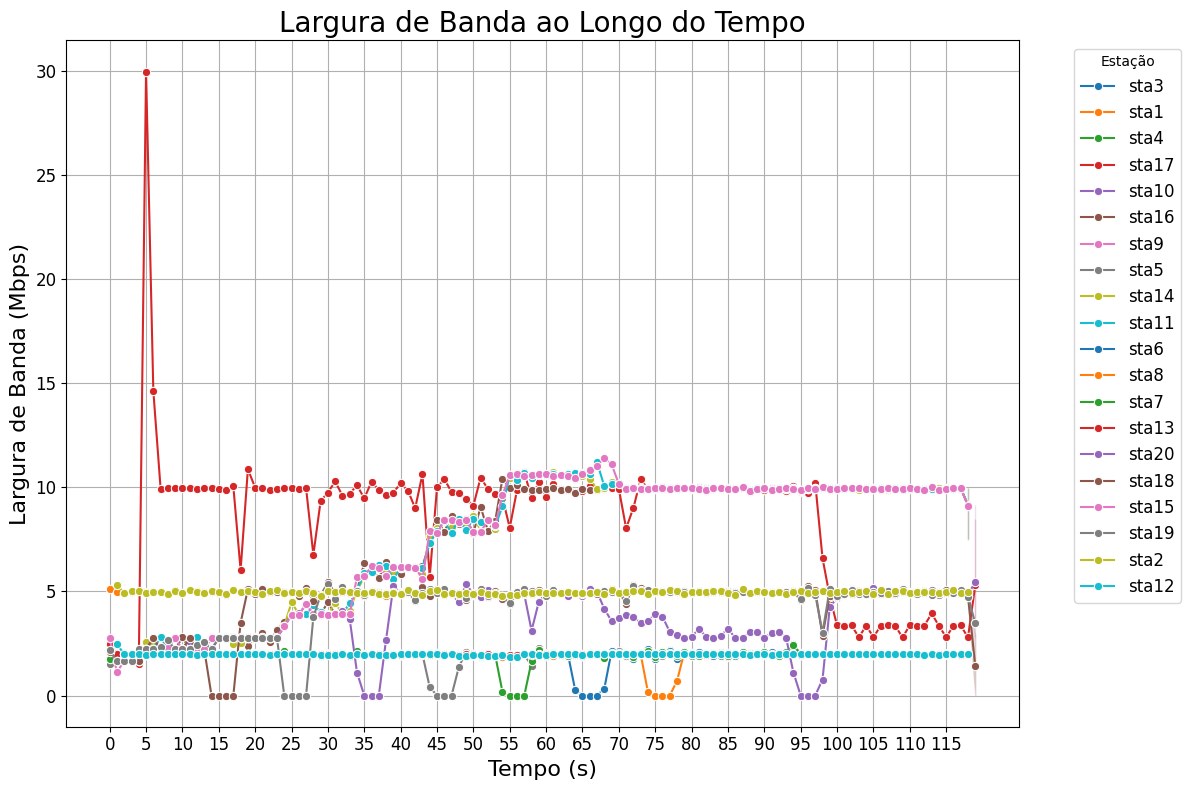 Largura de Banda ao Longo do Tempo
Largura de Banda (Mbps)
30
25
20
15
10
5
0
0 5 10 15 20 25 30 35 40 45 50 55 60 65 70 75 80 85 90 95 100 105 110 115
Tempo (s)
Estação
sta3
sta1
sta4
sta17
sta10
sta16
sta9
sta5
sta14
sta11
sta6
sta8
sta7
sta13
sta20
sta18
sta15
sta19
sta2
sta12